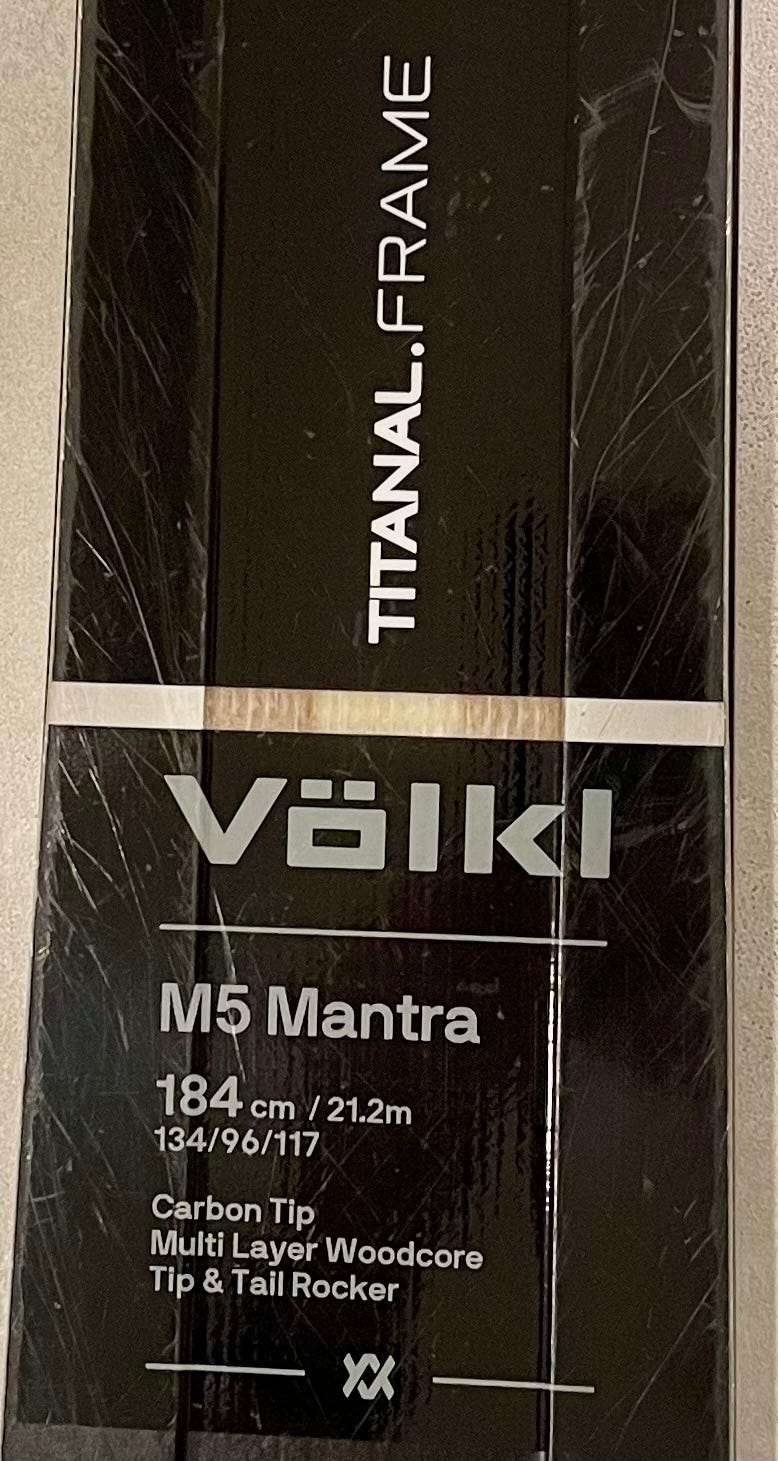 TITANAL.FRAME
Völkl
M5 Mantra
184 cm / 21.2m
134/96/117
Carbon Tip
Multi Layer Woodcore
Tip & Tail Rocker